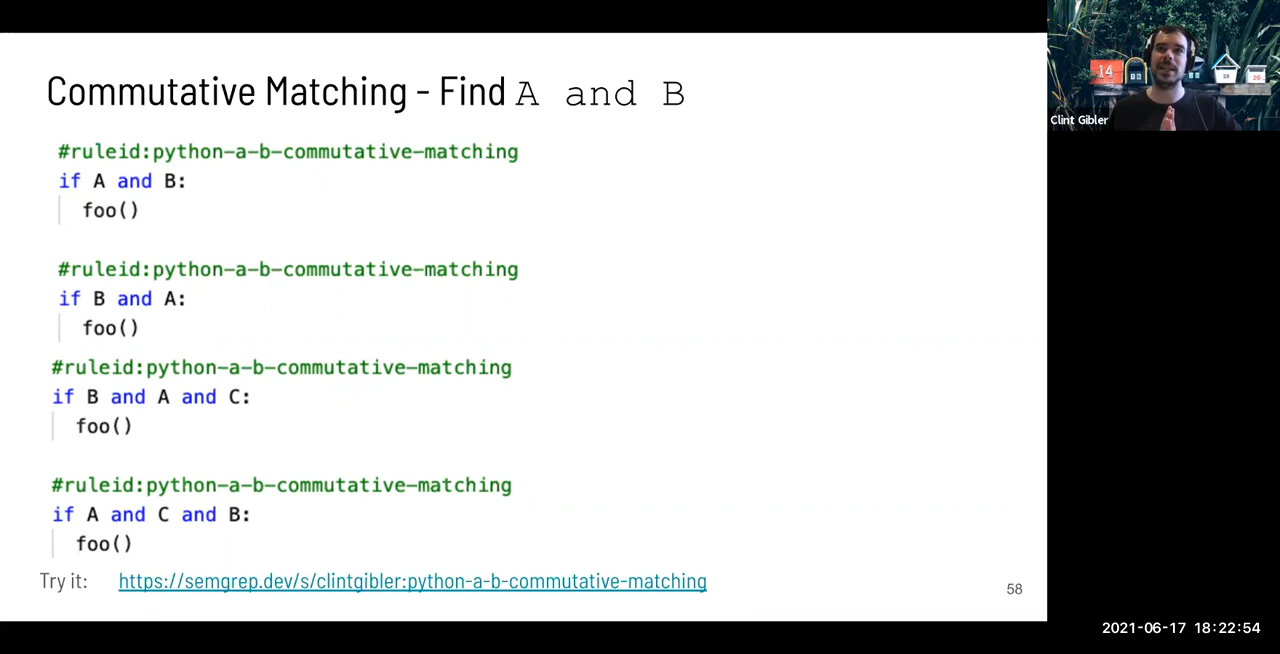 Commutative Matching - Find A and B
#ruleid:python-a-b-commutative-matching
if A and B:
foo()
#ruleid:python-a-b-commutative-matching
if B and A:
foo()
#ruleid:python-a-b-commutative-matching
if B and A and C:
foo()
#ruleid:python-a-b-commutative-matching
if A and C and B:
foo()
Try it: https://semgrep.dev/s/clintgibler:python-a-b-commutative-matching
58
14
Clint Gibler
2021-06-17 18:22:54